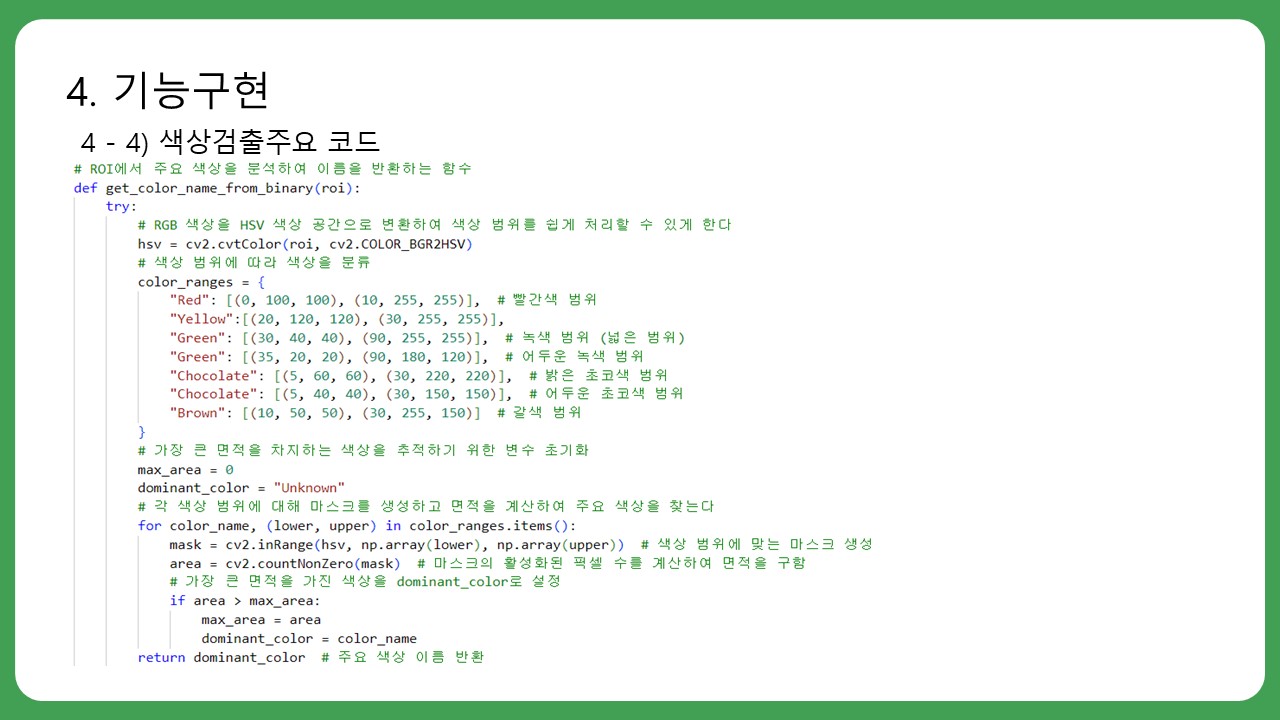 4. 기능구현
4 - 4) 색상검출주요 코드
# ROI에서 주요 색상을 분석하여 이름을 반환하는 함수
def get_color_name_from_binary(roi):
    try:
        # RGB 색상을 HSV 색상 공간으로 변환하여 색상 범위를 쉽게 처리할 수 있게 한다
        hsv = cv2.cvtColor(roi, cv2.COLOR_BGR2HSV)
        # 색상 범위에 따라 색상을 분류
        color_ranges = {
            "Red": [(0, 100, 100), (10, 255, 255)],  # 빨간색 범위
            "Yellow":[(20, 120, 120), (30, 255, 255)],
            "Green": [(30, 40, 40), (90, 255, 255)],  # 녹색 범위 (넓은 범위)
            "Green": [(35, 20, 20), (90, 180, 120)],  # 어두운 녹색 범위
            "Chocolate": [(5, 60, 60), (30, 220, 220)],  # 밝은 초코색 범위
            "Chocolate": [(5, 40, 40), (30, 150, 150)],  # 어두운 초코색 범위
            "Brown": [(10, 50, 50), (30, 255, 150)]  # 갈색 범위
        }
        # 가장 큰 면적을 차지하는 색상을 추적하기 위한 변수 초기화
        max_area = 0
        dominant_color = "Unknown"
        # 각 색상 범위에 대해 마스크를 생성하고 면적을 계산하여 주요 색상을 찾는다
        for color_name, (lower, upper) in color_ranges.items():
            mask = cv2.inRange(hsv, np.array(lower), np.array(upper))  # 색상 범위에 맞는 마스크 생성
            area = cv2.countNonZero(mask)  # 마스크의 활성화된 픽셀 수를 계산하여 면적을 구함
            # 가장 큰 면적을 가진 색상을 dominant_color로 설정
            if area > max_area:
                max_area = area
                dominant_color = color_name
        return dominant_color  # 주요 색상 이름 반환